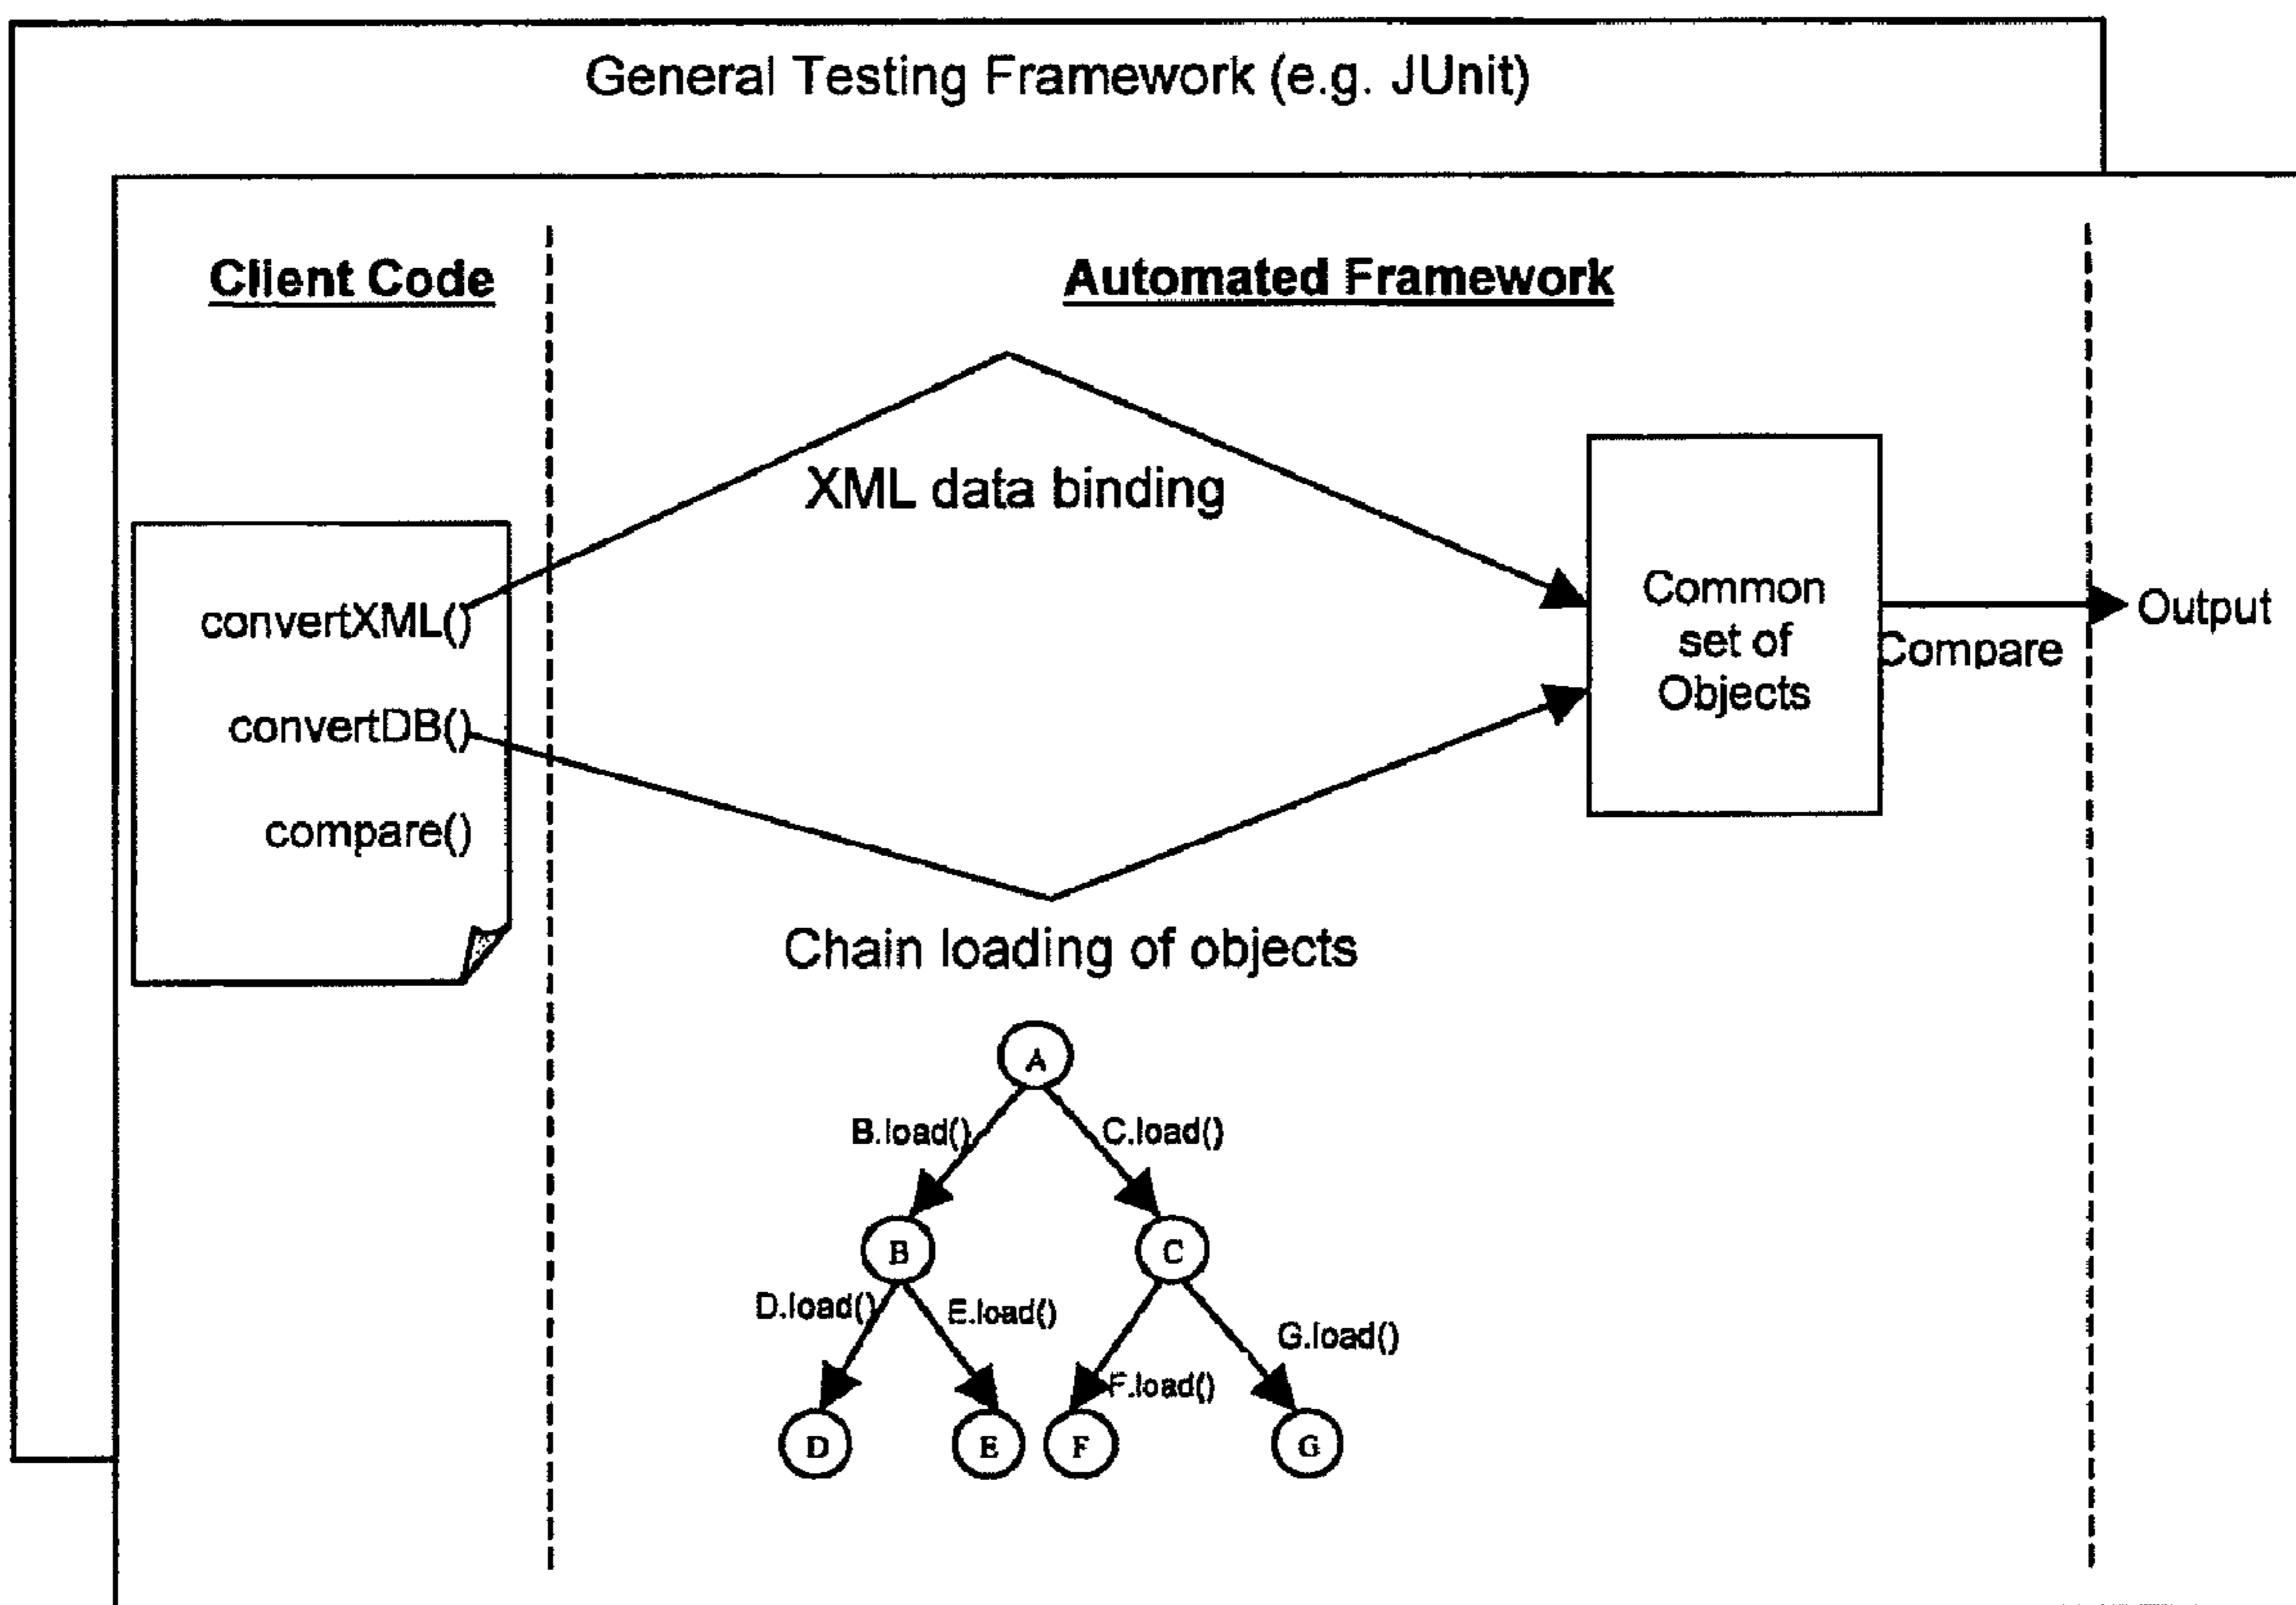 General Testing Framework (e.g. JUnit)
Client Code
Automated Framework
XML data binding
convertXML()
convertDB()
compare()
Common
set of
Objects
Compare
Output
Chain loading of objects
A
B.load()
C.load()
B
C
D.load()
E.load()
F.load()
G.load()
D
E
F
G